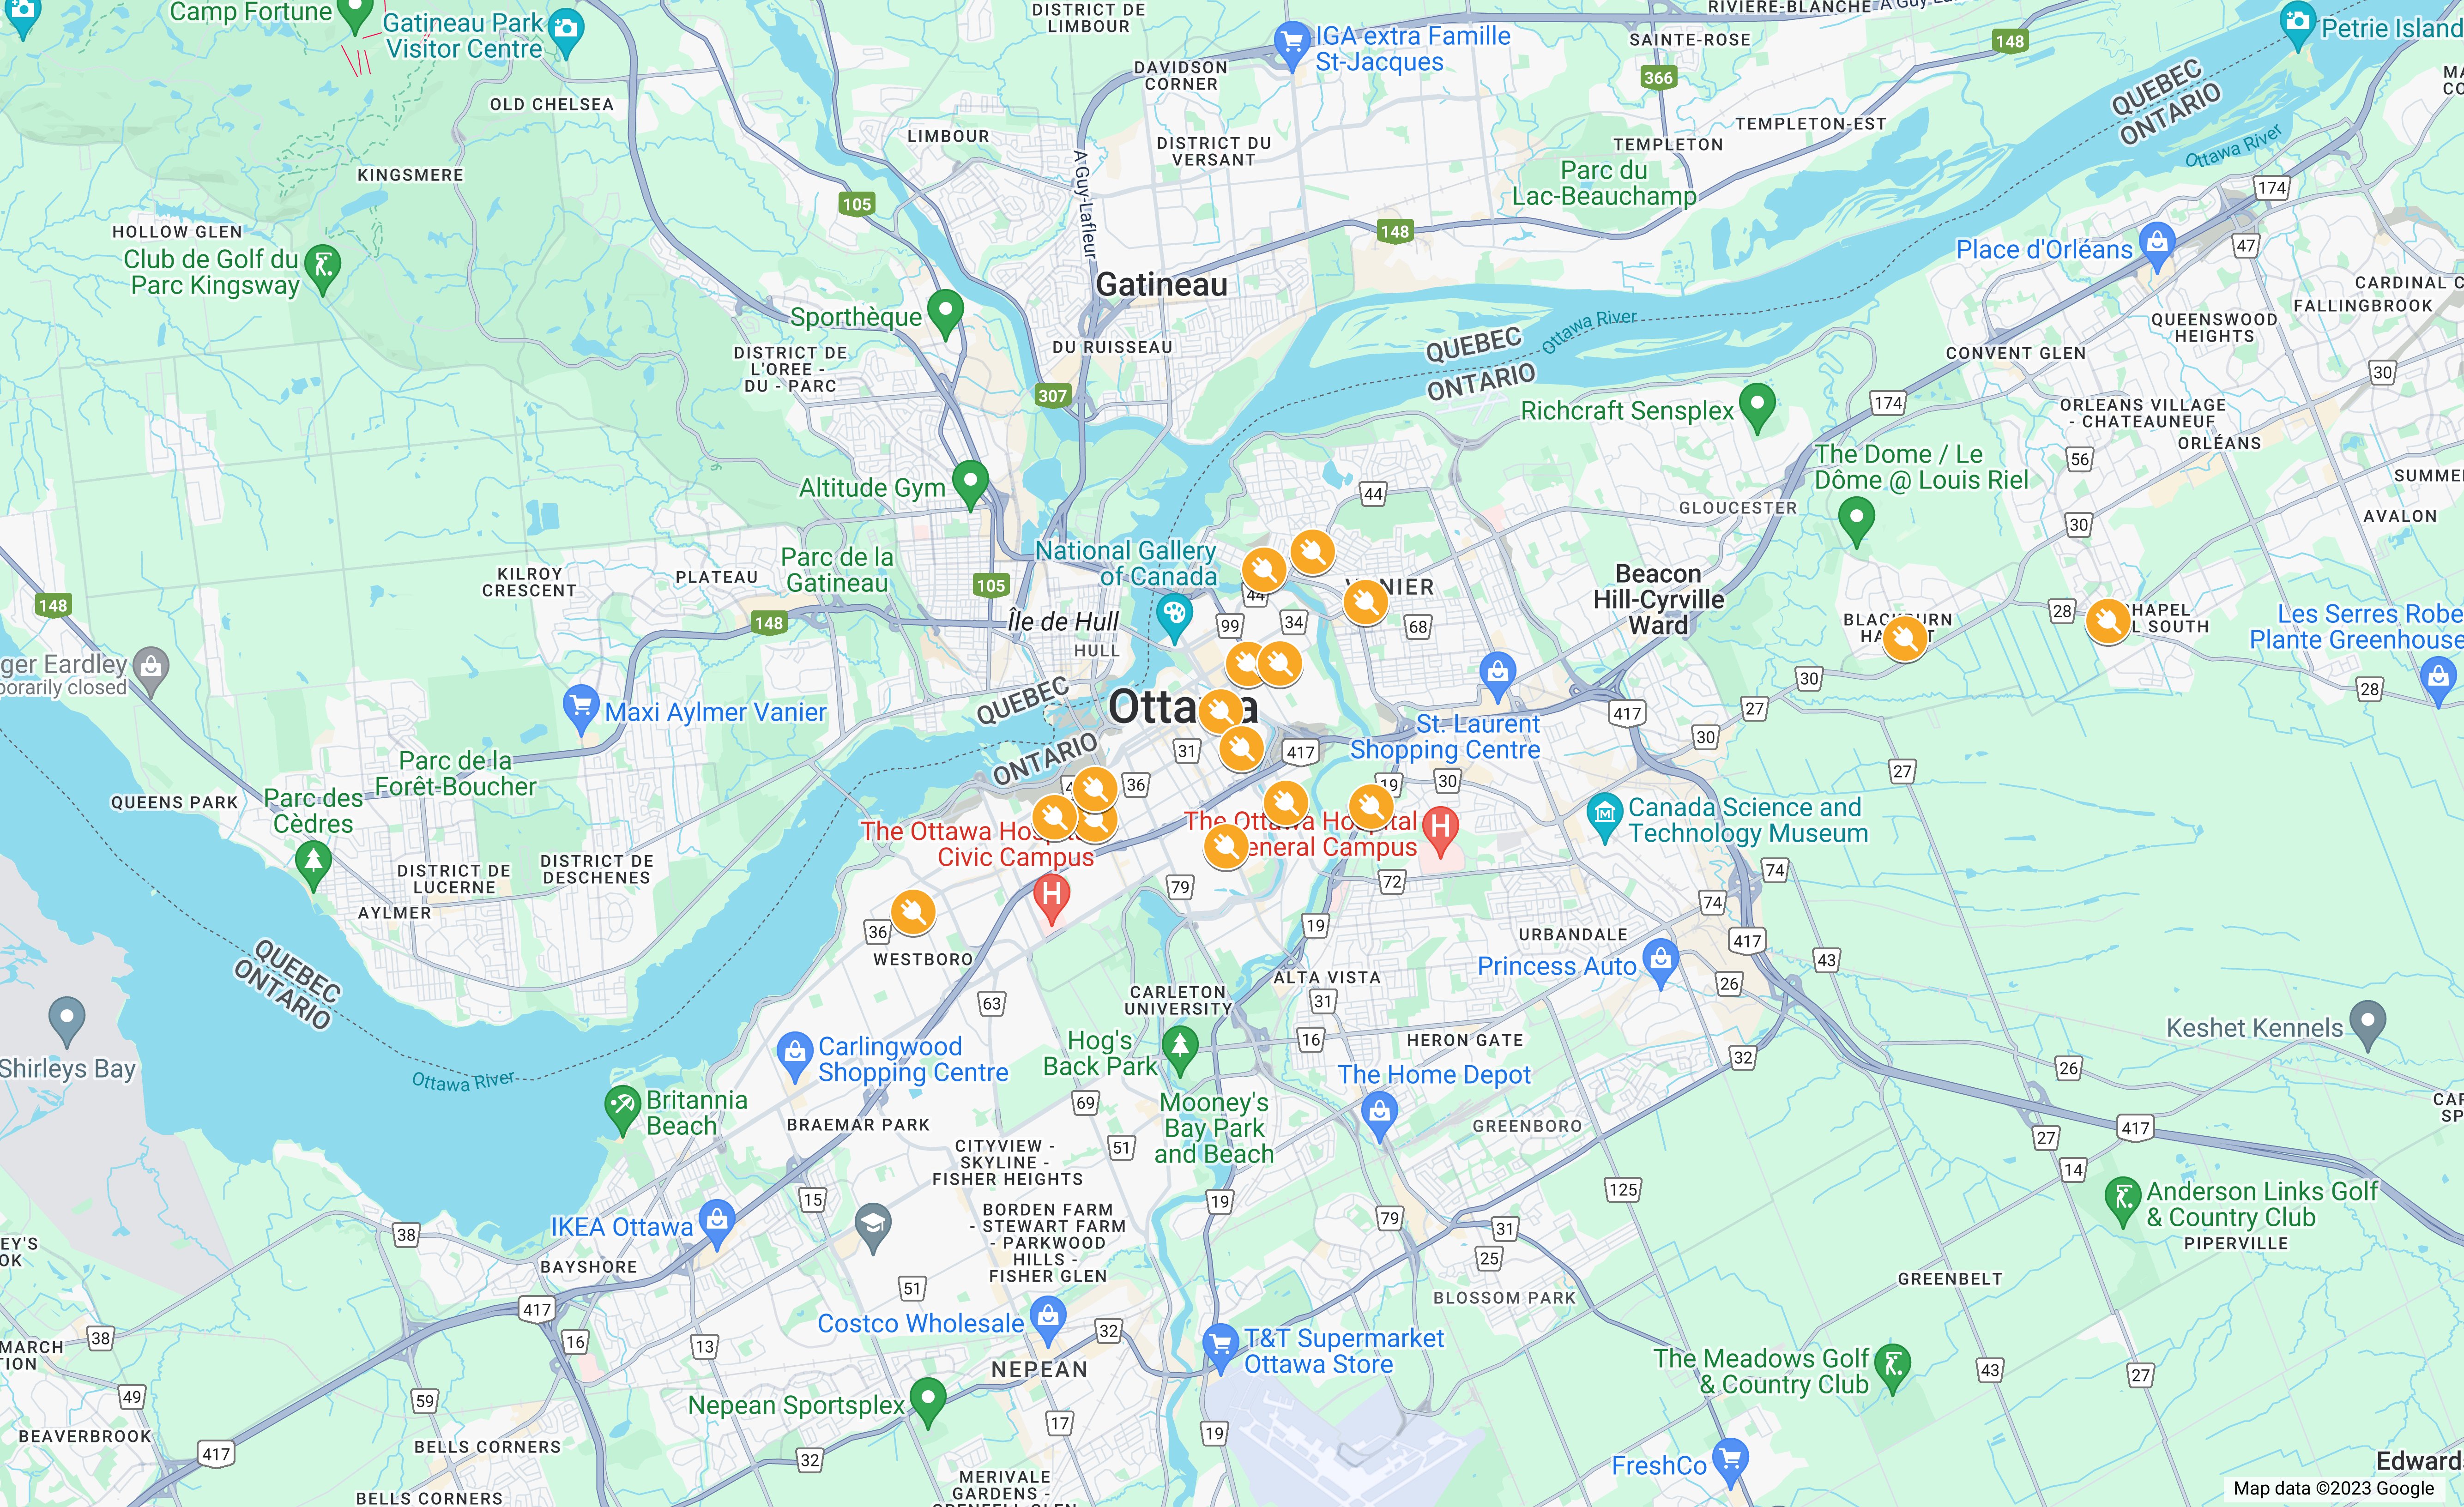 Camp Fortune
Gatineau Park
Visitor Centre
DISTRICT DE
LIMBOUR
IGA extra Famille
St-Jacques
RIVIÈRE-BLANCHE
A Guy-La
SAINTE-ROSE
148
Petrie Island
DAVIDSON
CORNER
366
QUEBEC
ONTARIO
OLD CHELSEA
LIMBOUR
DISTRICT DU
VERSANT
TEMPLETON-EST
TEMPLETON
Ottawa River
KINGSMERE
A Guy-Lafleur
105
Parc du
Lac-Beauchamp
174
HOLLOW GLEN
148
Place d'Orléans
47
Club de Golf du
Parc Kingsway
Gatineau
CARDINAL C
FALLINGBROOK
Sporthèque
Ottawa River
QUEENSWOOD
HEIGHTS
DU RUISSEAU
QUEBEC
ONTARIO
DISTRICT DE
L'OREE -
DU - PARC
CONVENT GLEN
30
307
174
Richcraft Sensplex
ORLEANS VILLAGE
- CHATEAUNEUF
ORLÉANS
The Dome / Le
Dôme @ Louis Riel
56
SUMME
Altitude Gym
44
GLOUCESTER
30
AVALON
National Gallery
of Canada
Parc de la
Gatineau
KILROY
CRESCENT
PLATEAU
105
44
VANIER
Beacon
Hill-Cyrville
Ward
148
148
Île de Hull
99
34
68
BLACKBURN
HAMLET
28
CHAPEL
HILL SOUTH
Les Serres Robe
Plante Greenhouse
HULL
ger Eardley
porarily closed
30
28
QUEBEC
ONTARIO
Ottawa
Maxi Aylmer Vanier
417
27
St. Laurent
Shopping Centre
31
417
30
Parc de la
Forêt-Boucher
36
19
30
27
QUEENS PARK
Parc des
Cèdres
The Ottawa Hospital
Civic Campus
The Ottawa Hospital
General Campus
Canada Science and
Technology Museum
DISTRICT DE
LUCERNE
DISTRICT DE
DESCHENES
H
H
79
72
74
AYLMER
74
36
19
QUEBEC
ONTARIO
WESTBORO
URBANDALE
417
43
Princess Auto
ALTA VISTA
26
CARLETON
UNIVERSITY
63
31
Shirleys Bay
Carlingwood
Shopping Centre
Hog's
Back Park
16
HERON GATE
Keshet Kennels
32
26
Ottawa River
The Home Depot
Britannia
Beach
69
Mooney's
Bay Park
and Beach
BRAEMAR PARK
GREENBORO
417
27
CITYVIEW -
SKYLINE -
FISHER HEIGHTS
51
14
15
19
125
Anderson Links Golf
& Country Club
IKEA Ottawa
BORDEN FARM
- STEWART FARM
- PARKWOOD
HILLS -
FISHER GLEN
79
31
38
PIPERVILLE
25
BAYSHORE
51
GREENBELT
417
BLOSSOM PARK
38
16
Costco Wholesale
32
T&T Supermarket
Ottawa Store
13
NEPEAN
The Meadows Golf
& Country Club
43
27
49
59
Nepean Sportsplex
17
19
BEAVERBROOK
417
BELLS CORNERS
32
FreshCo
Edward
MERIVALE
GARDENS -
BELLS CORNERS
Map data ©2023 Google